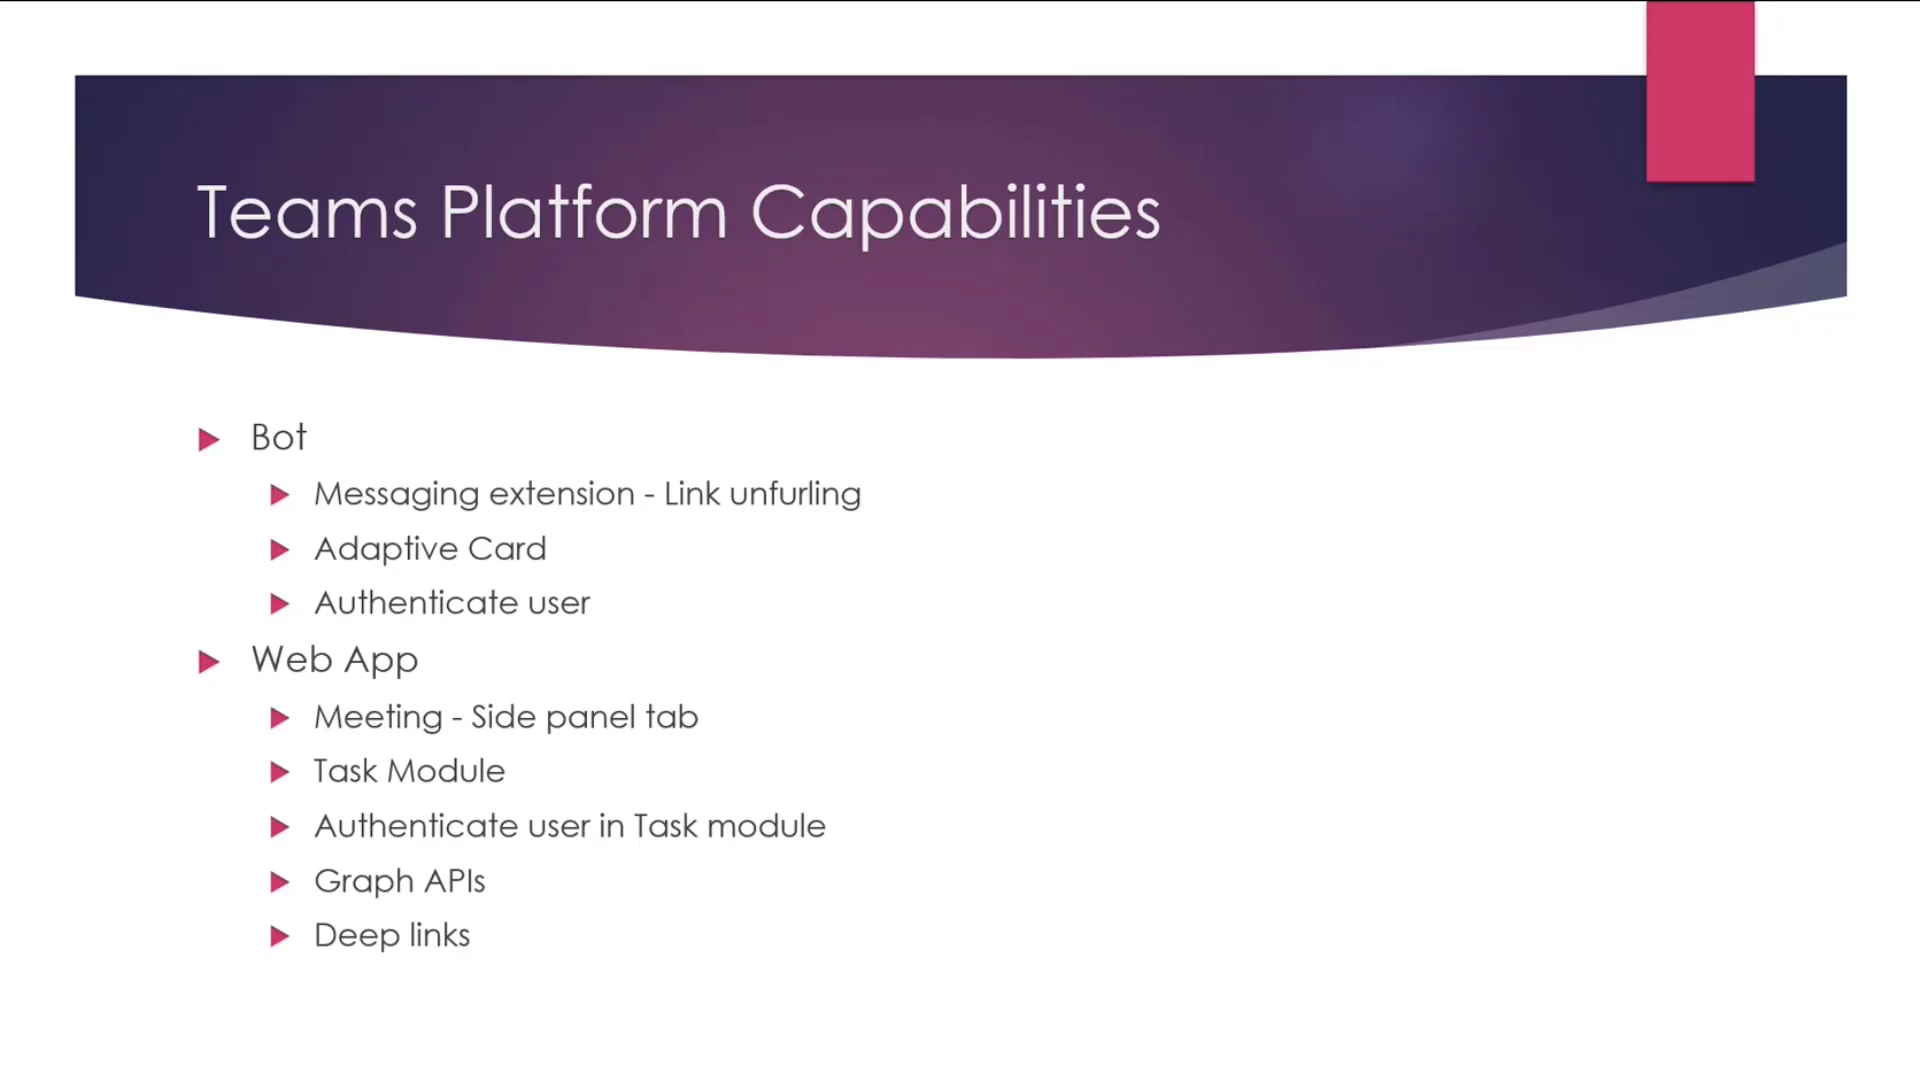 Teams Platform Capabilities
Bot
Messaging extension - Link unfurling
Adaptive Card
Authenticate user
Web App
Meeting - Side panel tab
Task Module
Authenticate user in Task module
Graph APIs
Deep links